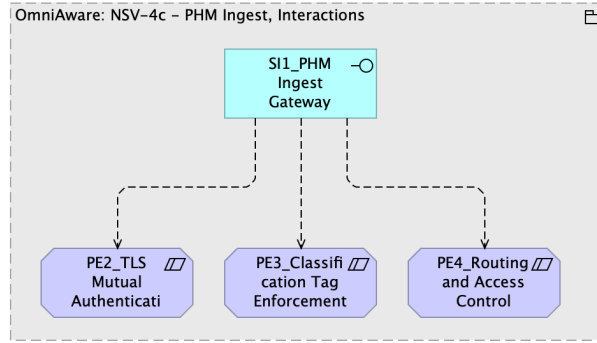 OmniAware: NSV-4c – PHM Ingest, Interactions
SI1_PHM
Ingest
Gateway
PE2_TLS
Mutual
Authenticati
PE3_Classifi
cation Tag
Enforcement
PE4_Routing
and Access
Control